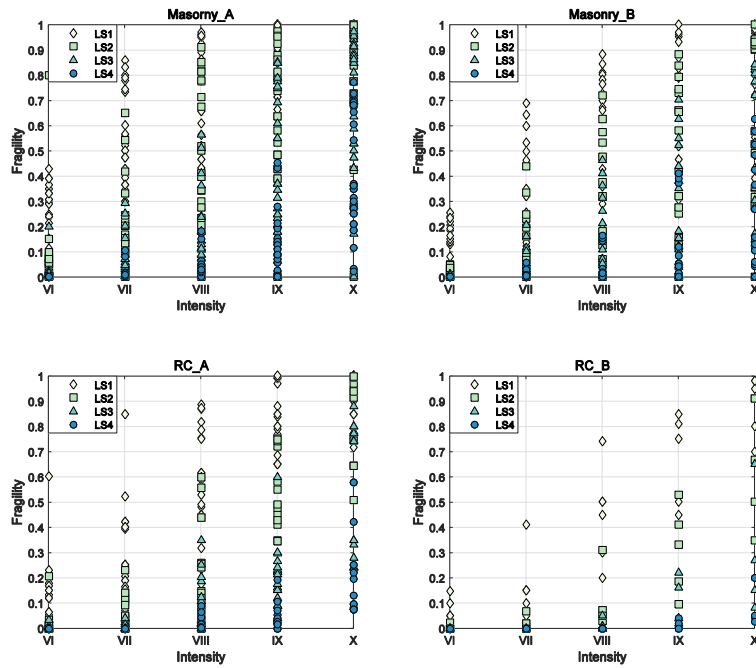 Masorny_A
1
0.9
0.8
0.7
0.6
0.5
0.4
0.3
0.2
0.1
0
Fragility
LS1
LS2
LS3
LS4
VI VII VIII IX X
Intensity
Masonry_B
1
0.9
0.8
0.7
0.6
0.5
0.4
0.3
0.2
0.1
0
Fragility
LS1
LS2
LS3
LS4
VI VII VIII IX X
Intensity
RC_A
1
0.9
0.8
0.7
0.6
0.5
0.4
0.3
0.2
0.1
0
Fragility
LS1
LS2
LS3
LS4
VI VII VIII IX X
Intensity
RC_B
1
0.9
0.8
0.7
0.6
0.5
0.4
0.3
0.2
0.1
0
Fragility
LS1
LS2
LS3
LS4
VI VII VIII IX X
Intensity